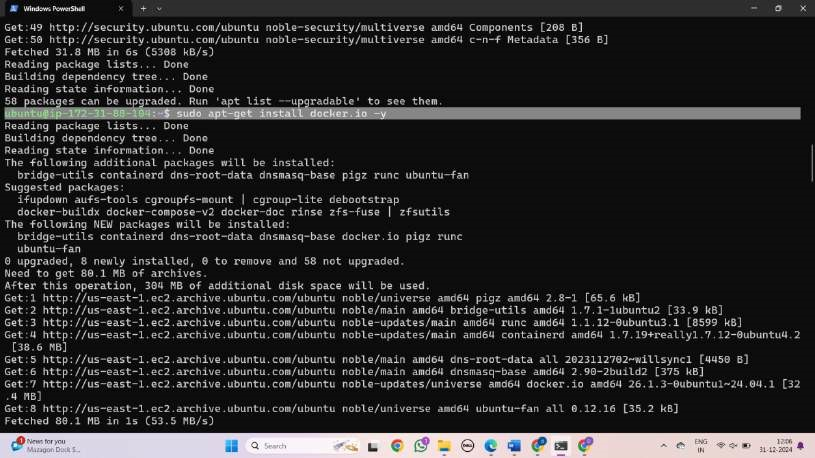 Windows PowerShell
Get:49 http://security.ubuntu.com/ubuntu noble-security/multiverse amd64 Components [208 B]
Get:50 http://security.ubuntu.com/ubuntu noble-security/multiverse amd64 c-n-f Metadata [356 B]
Fetched 31.8 MB in 6s (5308 kB/s)
Reading package lists... Done
Building dependency tree... Done
Reading state information... Done
58 packages can be upgraded. Run 'apt list --upgradable' to see them.
ubuntu@ip-172-31-80-104:~$ sudo apt-get install docker.io -y
Reading package lists... Done
Building dependency tree... Done
Reading state information... Done
The following additional packages will be installed:
bridge-utils containerd dns-root-data dnsmasq-base pigz runc ubuntu-fan
Suggested packages:
ifupdown aufs-tools cgroupfs-mount | cgroup-lite debootstrap
docker-buildx docker-compose-v2 docker-doc rinse zfs-fuse | zfsutils
The following NEW packages will be installed:
bridge-utils containerd dns-root-data dnsmasq-base docker.io pigz runc
ubuntu-fan
0 upgraded, 8 newly installed, 0 to remove and 58 not upgraded.
Need to get 80.1 MB of archives.
After this operation, 304 MB of additional disk space will be used.
Get:1 http://us-east-1.ec2.archive.ubuntu.com/ubuntu noble/universe amd64 pigz amd64 2.8-1 [65.6 kB]
Get:2 http://us-east-1.ec2.archive.ubuntu.com/ubuntu noble/main amd64 bridge-utils amd64 1.7.1-1ubuntu2 [33.9 kB]
Get:3 http://us-east-1.ec2.archive.ubuntu.com/ubuntu noble-updates/main amd64 runc amd64 1.1.12-0ubuntu3.1 [8599 kB]
Get:4 http://us-east-1.ec2.archive.ubuntu.com/ubuntu noble-updates/main amd64 containerd amd64 1.7.19+really1.7.12-0ubuntu4.2
[38.6 MB]
Get:5 http://us-east-1.ec2.archive.ubuntu.com/ubuntu noble/main amd64 dns-root-data all 2023112702~willsync1 [4450 B]
Get:6 http://us-east-1.ec2.archive.ubuntu.com/ubuntu noble/main amd64 dnsmasq-base amd64 2.90-2build2 [375 kB]
Get:7 http://us-east-1.ec2.archive.ubuntu.com/ubuntu noble-updates/universe amd64 docker.io amd64 26.1.3-0ubuntu1~24.04.1 [32
.4 MB]
Get:8 http://us-east-1.ec2.archive.ubuntu.com/ubuntu noble/universe amd64 ubuntu-fan all 0.12.16 [35.2 kB]
Fetched 80.1 MB in 1s (53.5 MB/s)
1 News for you
Mazagon Dock S...
Search
DELL
ENG
IN
12:06
31-12-2024